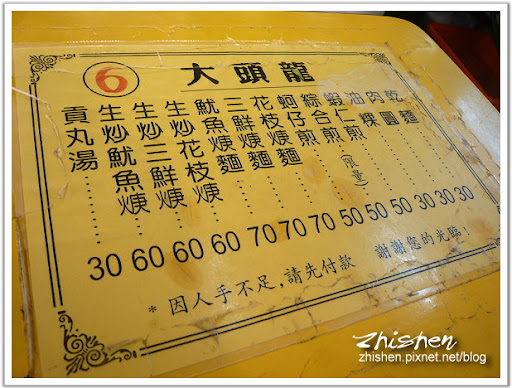 6
大頭龍
乾麵 30
肉圓 30
油粿 30
蝦仁煎(限量) 50
綜合煎 50
蚵仔煎 50
花枝焿麵 70
三鮮焿麵 70
魷魚焿麵 70
生炒花枝焿 60
生炒三鮮焿 60
生炒魷魚焿 60
貢丸湯 30
*因人手不足,請先付款 謝謝您的光臨!
zhishen
zhishen.pixnet.net/blog